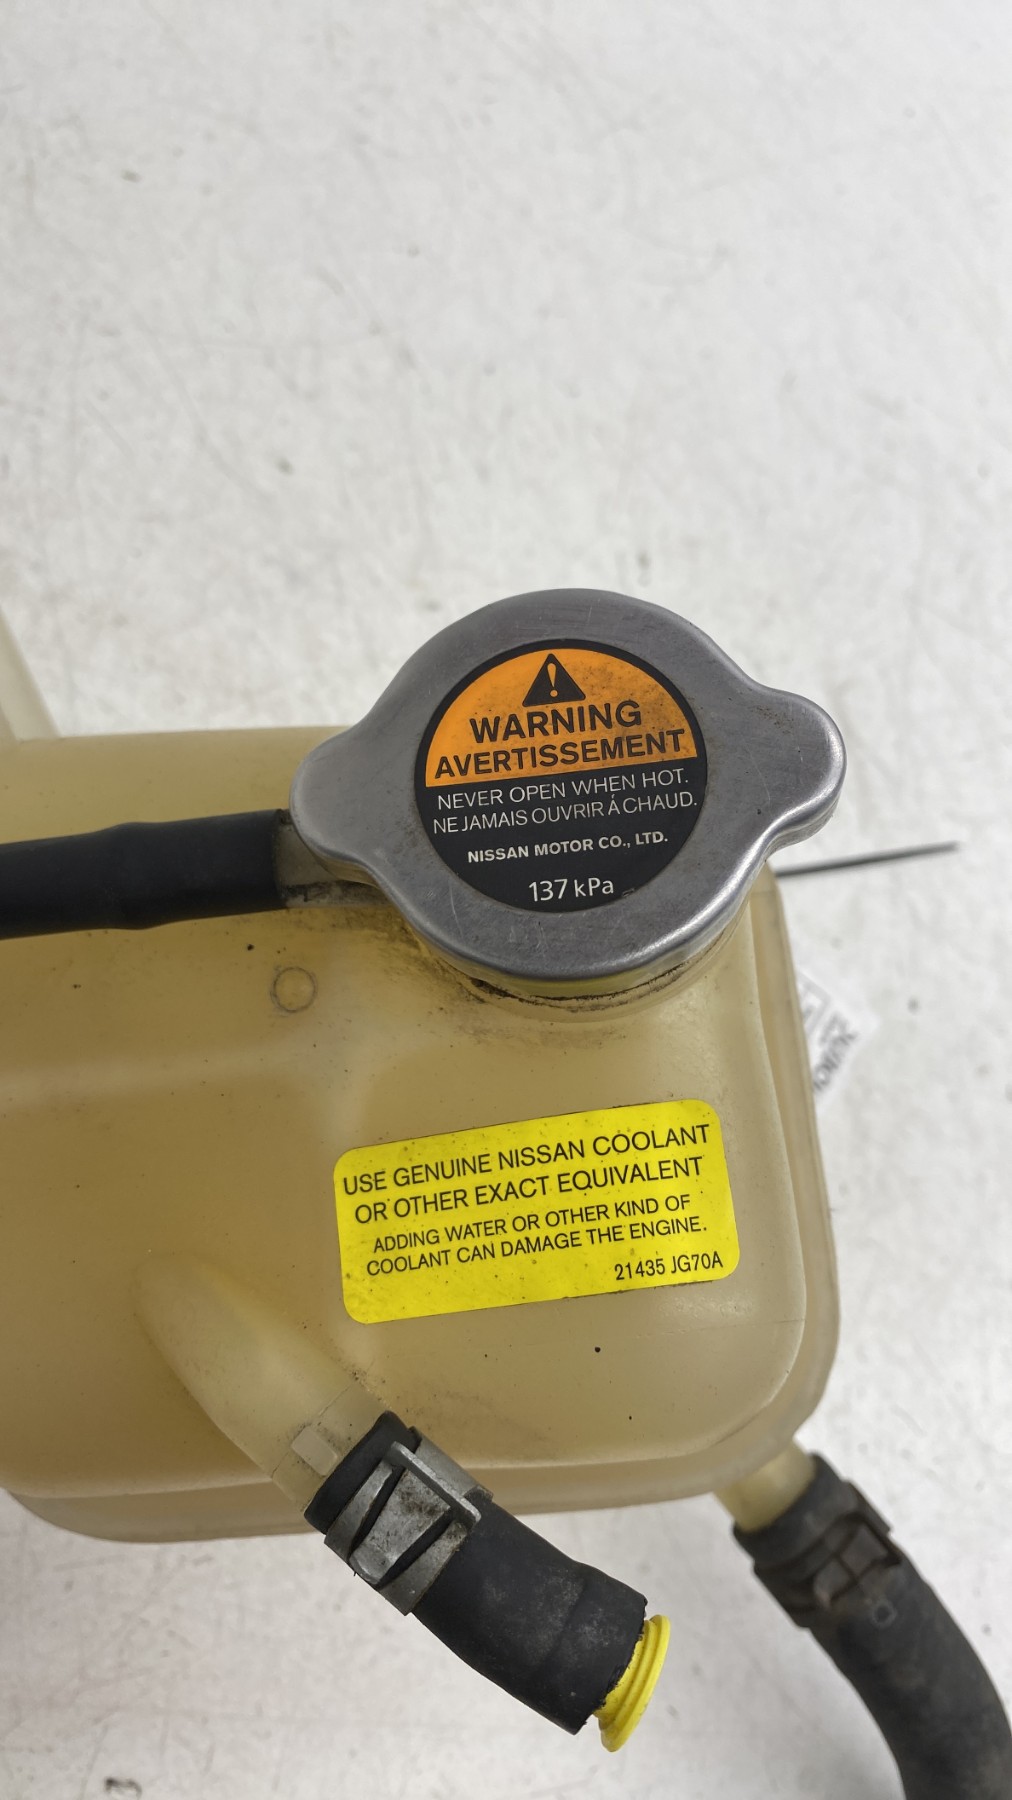 WARNING
AVERTISSEMENT
NEVER OPEN WHEN HOT.
NE JAMAIS OUVRIR À CHAUD.
NISSAN MOTOR CO., LTD.
137 kPa
USE GENUINE NISSAN COOLANT
OR OTHER EXACT EQUIVALENT
ADDING WATER OR OTHER KIND OF
COOLANT CAN DAMAGE THE ENGINE.
21435 JG70A